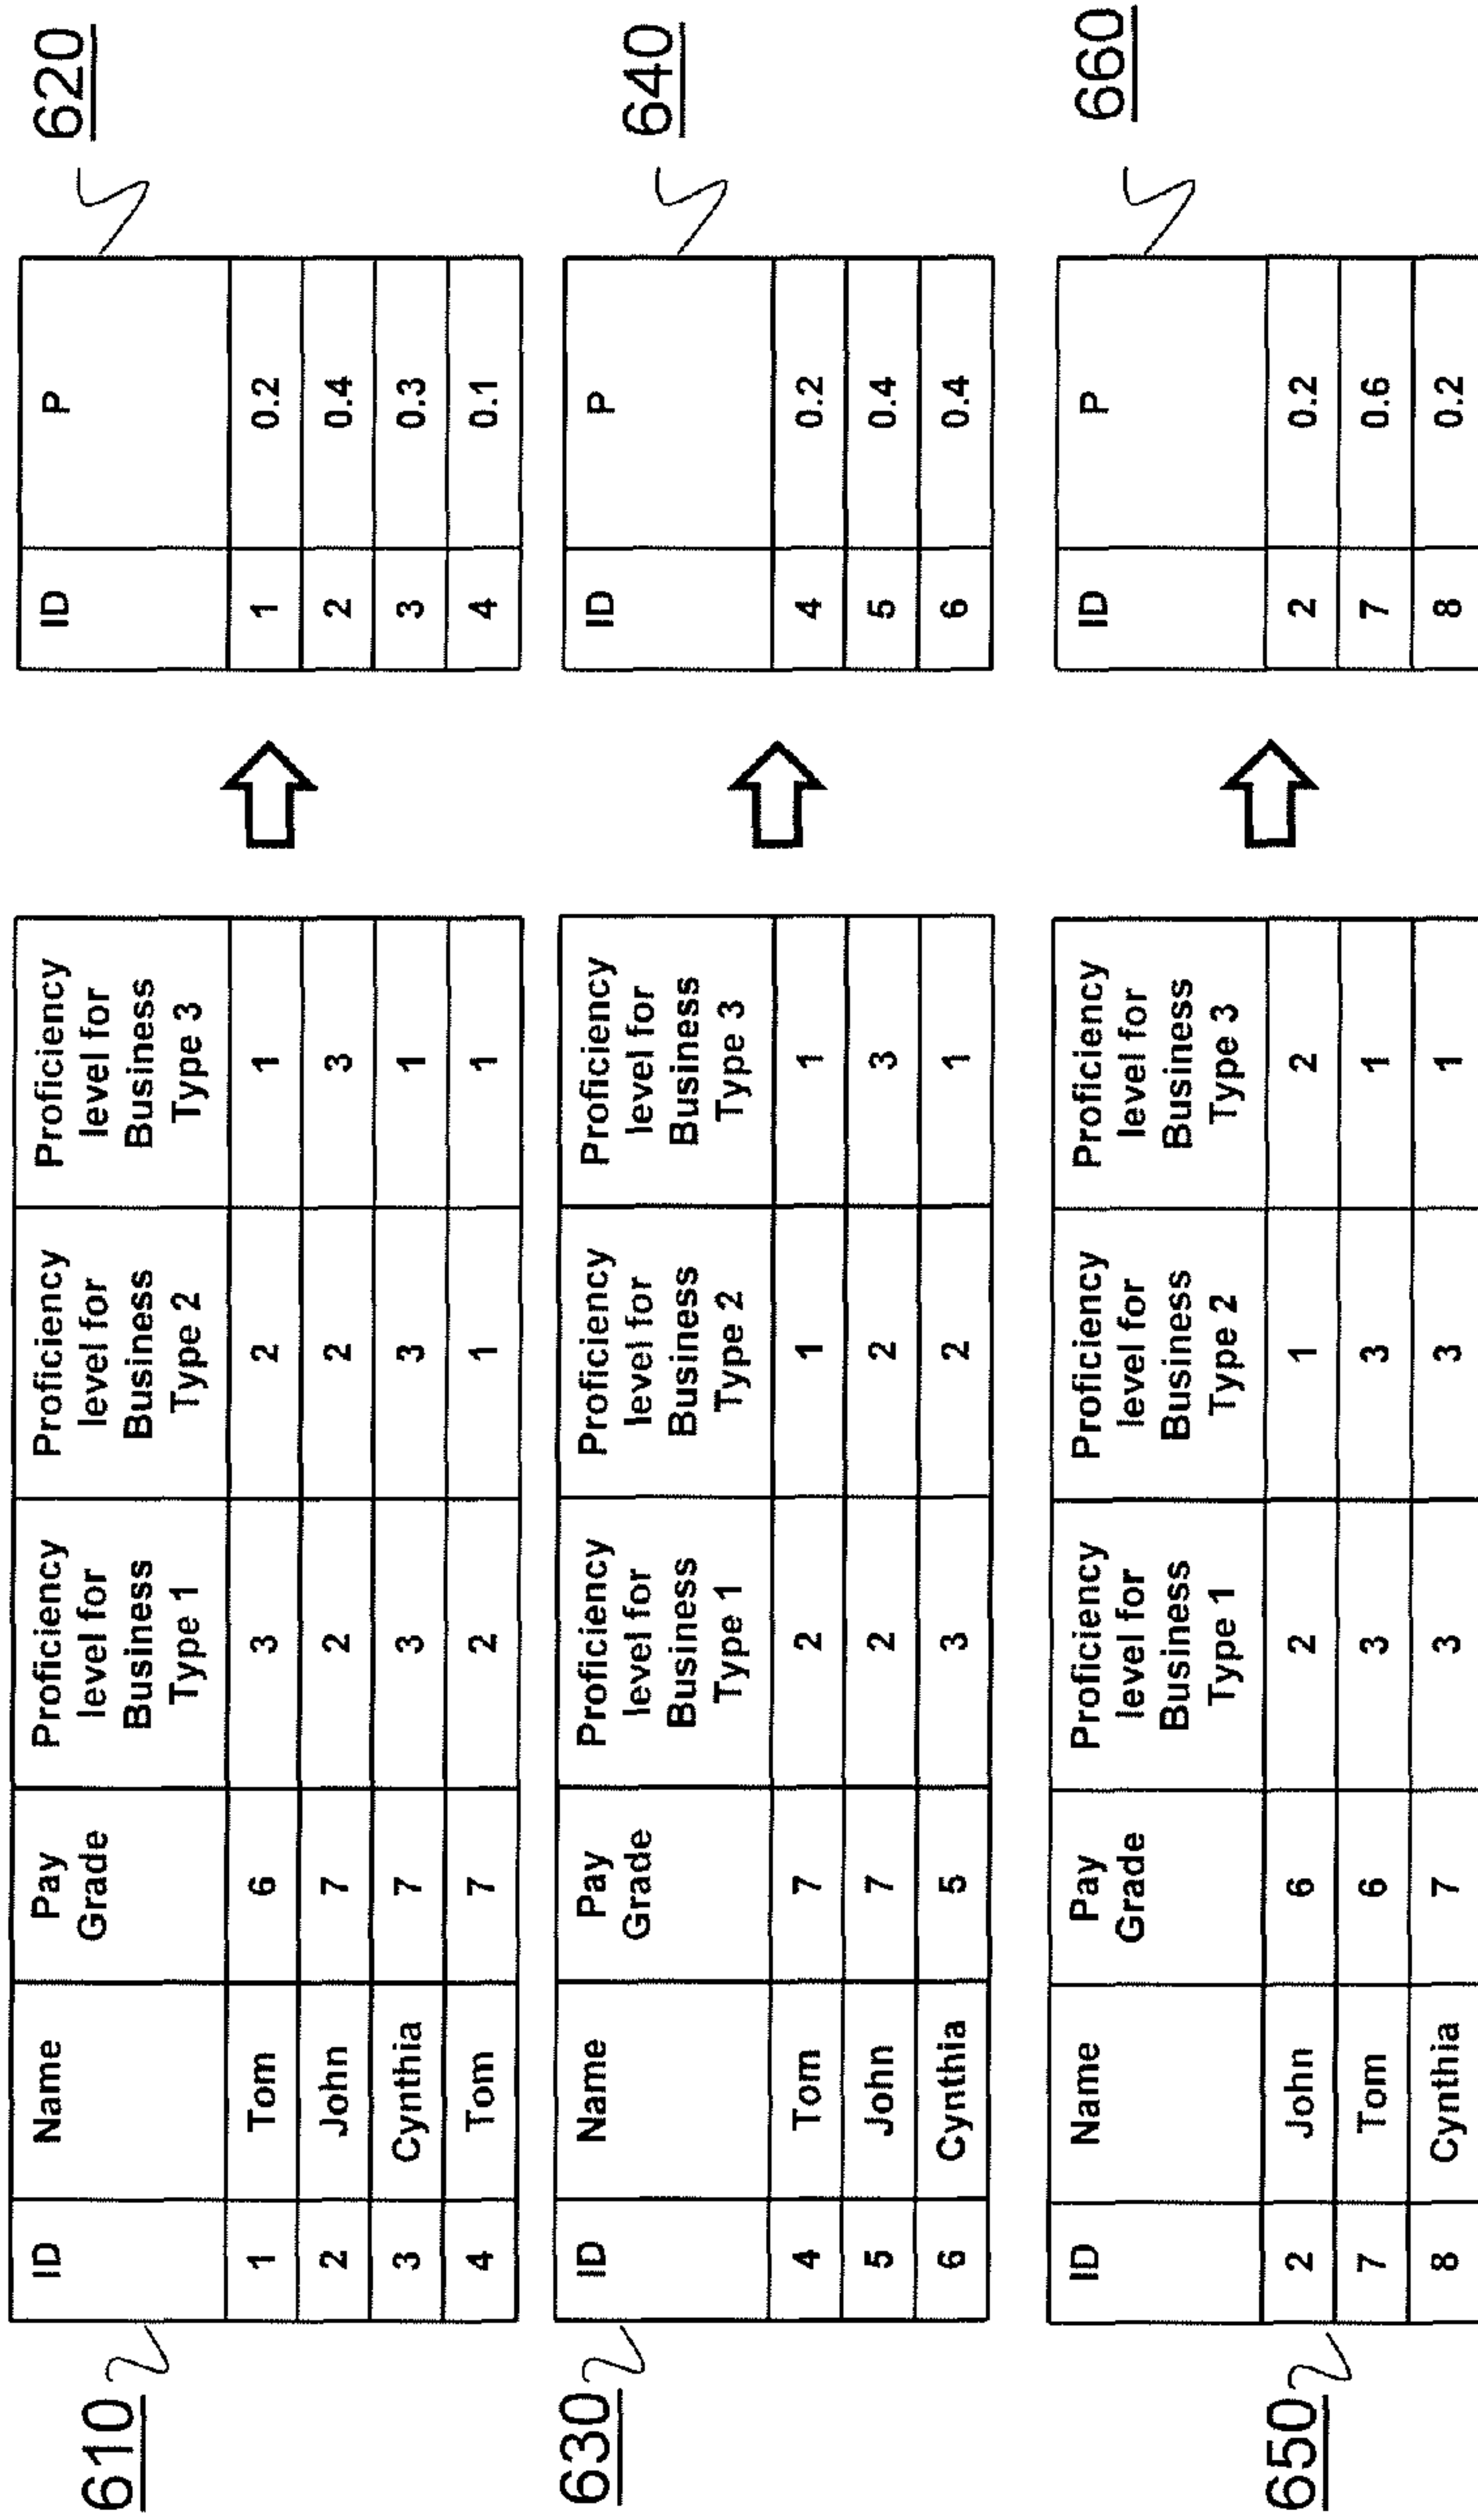 610
ID Name Pay Grade Proficiency level for Business Type 1 Proficiency level for Business Type 2 Proficiency level for Business Type 3
1 Tom 6 3 2 1
2 John 7 2 2 3
3 Cynthia 7 3 3 1
4 Tom 7 2 1 1
620
ID P
1 0.2
2 0.4
3 0.3
4 0.1
630
ID Name Pay Grade Proficiency level for Business Type 1 Proficiency level for Business Type 2 Proficiency level for Business Type 3
4 Tom 7 2 1 1
5 John 7 2 2 3
6 Cynthia 5 3 2 1
640
ID P
4 0.2
5 0.4
6 0.4
650
ID Name Pay Grade Proficiency level for Business Type 1 Proficiency level for Business Type 2 Proficiency level for Business Type 3
2 John 6 2 1 2
7 Tom 6 3 3 1
8 Cynthia 7 3 3 1
660
ID P
2 0.2
7 0.6
8 0.2